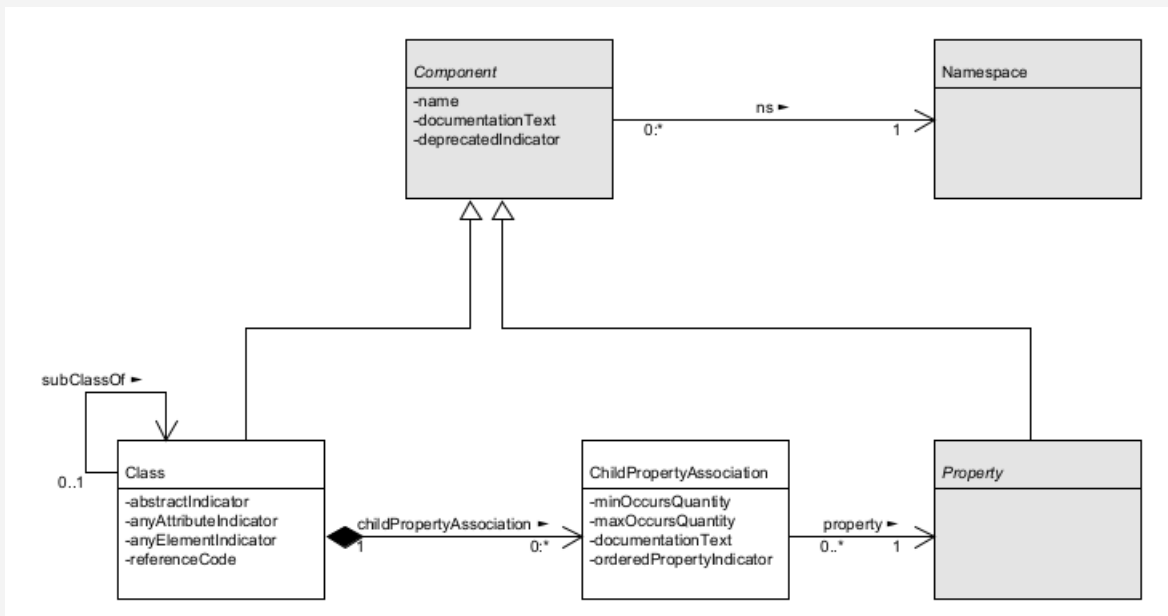 Component
-name
-documentationText
-deprecatedIndicator
ns ►
0:*
1
Namespace
subClassOf ►
0..1
Class
-abstractIndicator
-anyAttributeIndicator
-anyElementIndicator
-referenceCode
childPropertyAssociation ►
1
0:*
ChildPropertyAssociation
-minOccursQuantity
-maxOccursQuantity
-documentationText
-orderedPropertyIndicator
property ►
0..*
1
Property